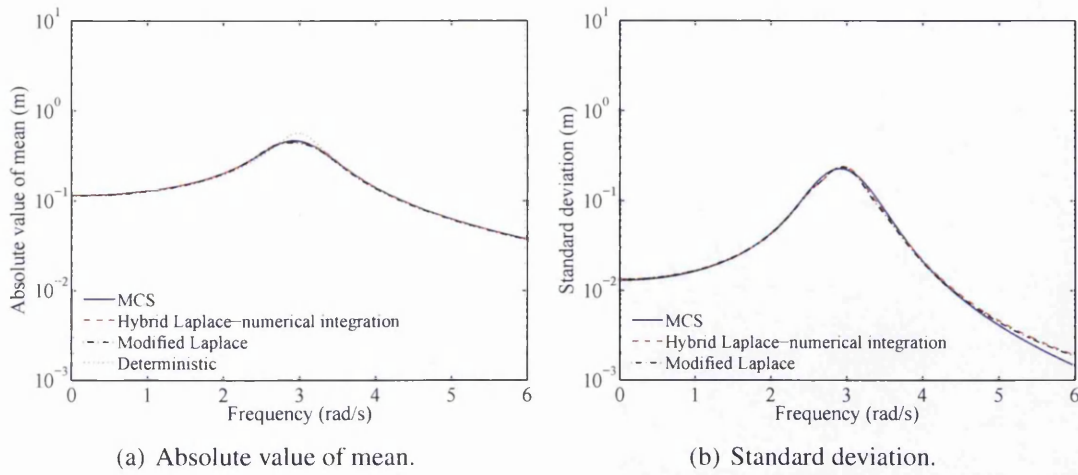 10^1
10^0
10^-1
10^-2
10^-3
Absolute value of mean (m)
MCS
Hybrid Laplace–numerical integration
Modified Laplace
Deterministic
0 1 2 3 4 5 6
Frequency (rad/s)
(a) Absolute value of mean.
10^1
10^0
10^-1
10^-2
10^-3
Standard deviation (m)
MCS
Hybrid Laplace–numerical integration
Modified Laplace
0 1 2 3 4 5 6
Frequency (rad/s)
(b) Standard deviation.